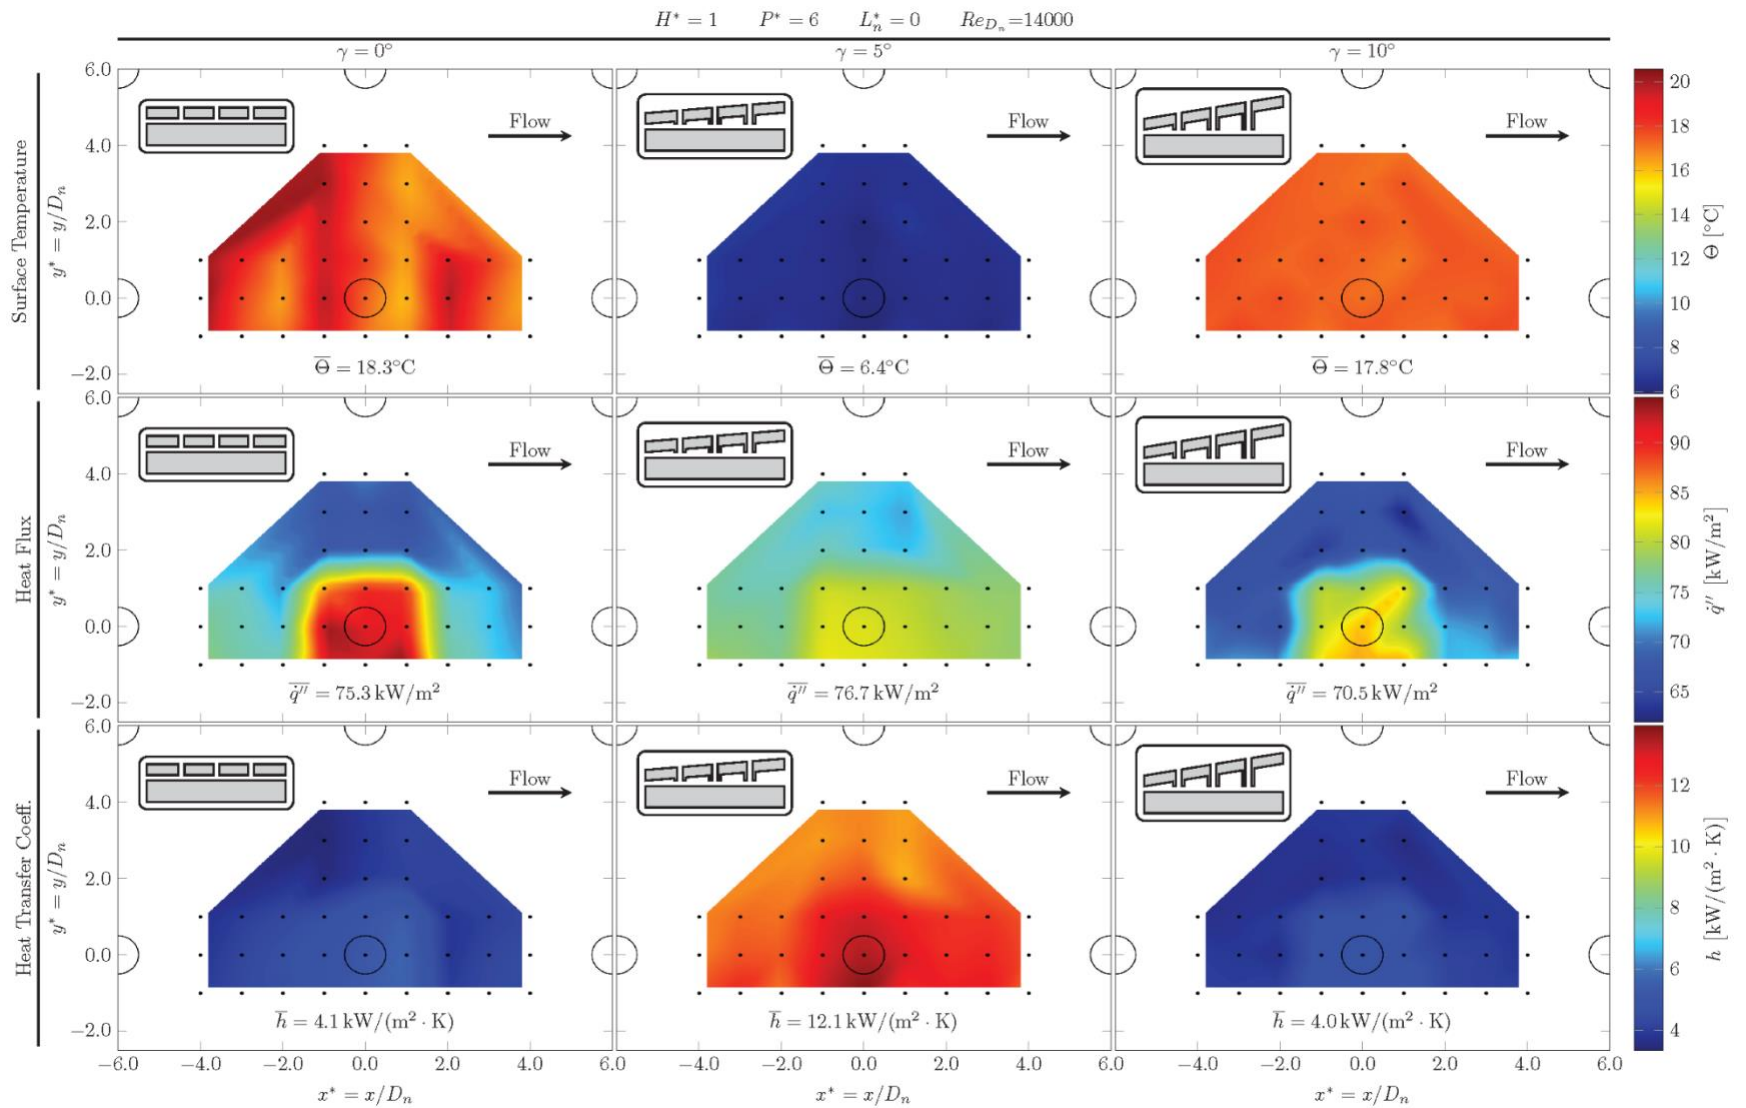 H* = 1 P* = 6 L*ₙ = 0 Re_Dₙ=14000
γ = 0° γ = 5° γ = 10°
Surface Temperature
y* = y/Dₙ
6.0
4.0
2.0
0.0
−2.0
Flow
Θ̅ = 18.3°C
Flow
Θ̅ = 6.4°C
Flow
Θ̅ = 17.8°C
20
18
16
14
12
10
8
6
Θ [°C]
Heat Flux
y* = y/Dₙ
6.0
4.0
2.0
0.0
−2.0
Flow
q̇″ = 75.3 kW/m²
Flow
q̇″ = 76.7 kW/m²
Flow
q̇″ = 70.5 kW/m²
90
85
80
75
70
65
q̇″ [kW/m²]
Heat Transfer Coeff.
y* = y/Dₙ
6.0
4.0
2.0
0.0
−2.0
Flow
h̅ = 4.1 kW/(m² · K)
Flow
h̅ = 12.1 kW/(m² · K)
Flow
h̅ = 4.0 kW/(m² · K)
12
10
8
6
4
h [kW/(m² · K)]
−6.0 −4.0 −2.0 0.0 2.0 4.0 6.0 −4.0 −2.0 0.0 2.0 4.0 6.0 −4.0 −2.0 0.0 2.0 4.0 6.0
x* = x/Dₙ x* = x/Dₙ x* = x/Dₙ